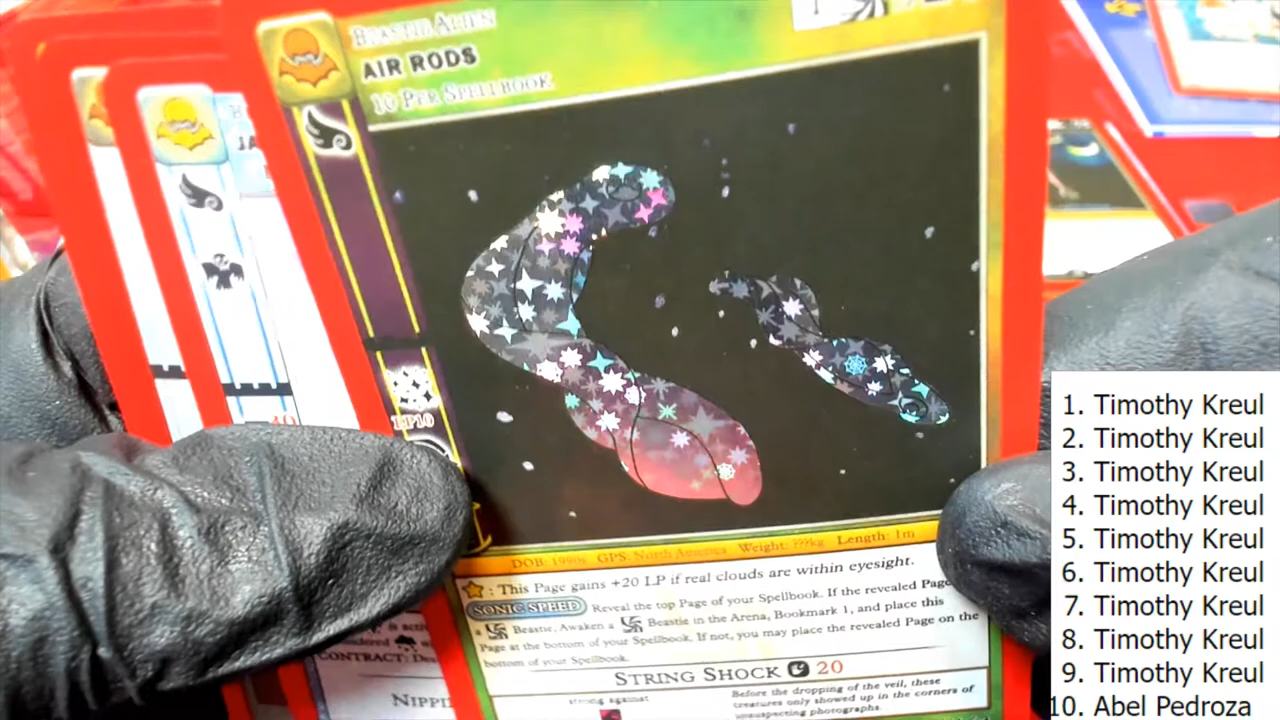 BEASTIE ALIEN
AIR RODS
10 PER SPELLBOOK
LP10
DOB: 1990s GPS: North America Weight: ???kg Length: 1m
: This Page gains +20 LP if real clouds are within eyesight.
SONIC SPEED Reveal the top Page of your Spellbook. If the revealed Page
a Beastie, Awaken a Beastie in the Arena, Bookmark 1, and place this
Page at the bottom of your Spellbook. If not, you may place the revealed Page on the
bottom of your Spellbook.
STRING SHOCK 20
strong against
Before the dropping of the veil, these
creatures only showed up in the corners of
unsuspecting photographs.
CONTRACT:
1. Timothy Kreul
2. Timothy Kreul
3. Timothy Kreul
4. Timothy Kreul
5. Timothy Kreul
6. Timothy Kreul
7. Timothy Kreul
8. Timothy Kreul
9. Timothy Kreul
10. Abel Pedroza